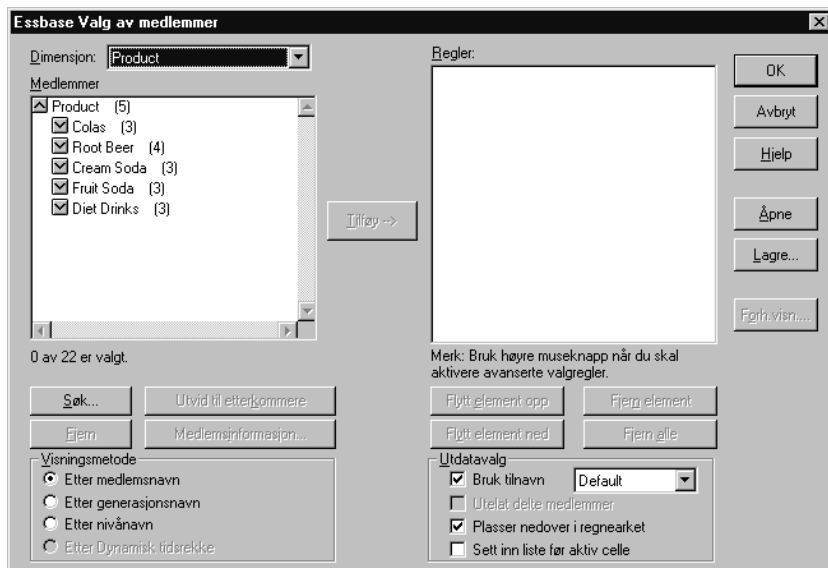 Essbase Valg av medlemmer
Dimensjon: Product
Medlemmer
Product (5)
Colas (3)
Root Beer (4)
Cream Soda (3)
Fruit Soda (3)
Diet Drinks (3)
0 av 22 er valgt.
Tilføy -->
Regler:
Merk: Bruk høyre museknapp når du skal
aktivere avanserte valgregler.
OK
Avbryt
Hjelp
Åpne
Lagre...
Forh.visn....
Søk...
Utvid til etterkommere
Fjern
Medlemsinformasjon...
Flytt element opp
Fjern element
Flytt element ned
Fjern alle
Visningsmetode
Etter medlemsnavn
Etter generasjonsnavn
Etter nivånavn
Etter Dynamisk tidsrekke
Utdatavalg
Bruk tilnavn Default
Utelat delte medlemmer
Plasser nedover i regnearket
Sett inn liste før aktiv celle